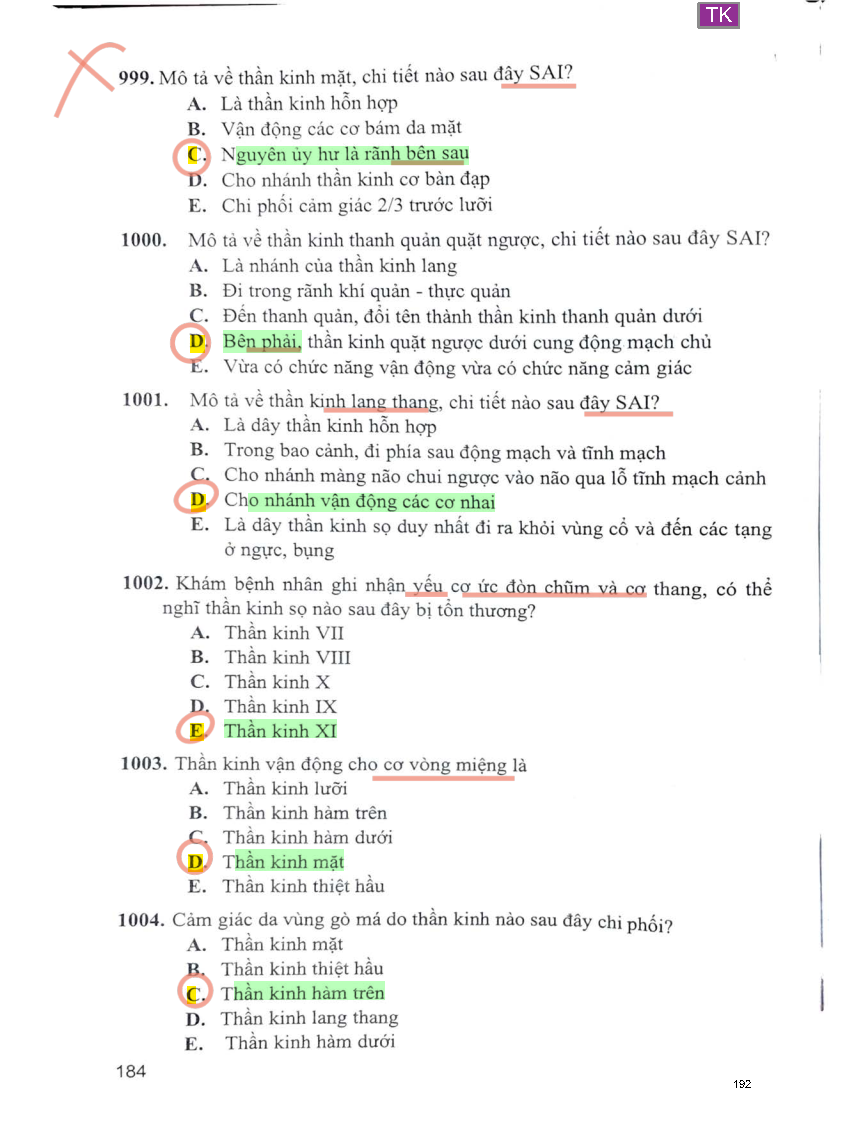 TK
999. Mô tả về thần kinh mặt, chi tiết nào sau đây SAI?
A. Là thần kinh hỗn hợp
B. Vận động các cơ bám da mặt
C. Nguyên ủy hư là rãnh bên sau
D. Cho nhánh thần kinh cơ bàn đạp
E. Chi phối cảm giác 2/3 trước lưỡi
1000. Mô tả về thần kinh thanh quản quặt ngược, chi tiết nào sau đây SAI?
A. Là nhánh của thần kinh lang
B. Đi trong rãnh khí quản - thực quản
C. Đến thanh quản, đổi tên thành thần kinh thanh quản dưới
D. Bên phải, thần kinh quặt ngược dưới cung động mạch chủ
E. Vừa có chức năng vận động vừa có chức năng cảm giác
1001. Mô tả về thần kinh lang thang, chi tiết nào sau đây SAI?
A. Là dây thần kinh hỗn hợp
B. Trong bao cảnh, đi phía sau động mạch và tĩnh mạch
C. Cho nhánh màng não chui ngược vào não qua lỗ tĩnh mạch cảnh
D. Cho nhánh vận động các cơ nhai
E. Là dây thần kinh sọ duy nhất đi ra khỏi vùng cổ và đến các tạng
ở ngực, bụng
1002. Khám bệnh nhân ghi nhận yếu cơ ức đòn chũm và cơ thang, có thể
nghĩ thần kinh sọ nào sau đây bị tổn thương?
A. Thần kinh VII
B. Thần kinh VIII
C. Thần kinh X
D. Thần kinh IX
E. Thần kinh XI
1003. Thần kinh vận động cho cơ vòng miệng là
A. Thần kinh lưỡi
B. Thần kinh hàm trên
C. Thần kinh hàm dưới
D. Thần kinh mặt
E. Thần kinh thiệt hầu
1004. Cảm giác da vùng gò má do thần kinh nào sau đây chi phối?
A. Thần kinh mặt
B. Thần kinh thiệt hầu
C. Thần kinh hàm trên
D. Thần kinh lang thang
E. Thần kinh hàm dưới
184
192